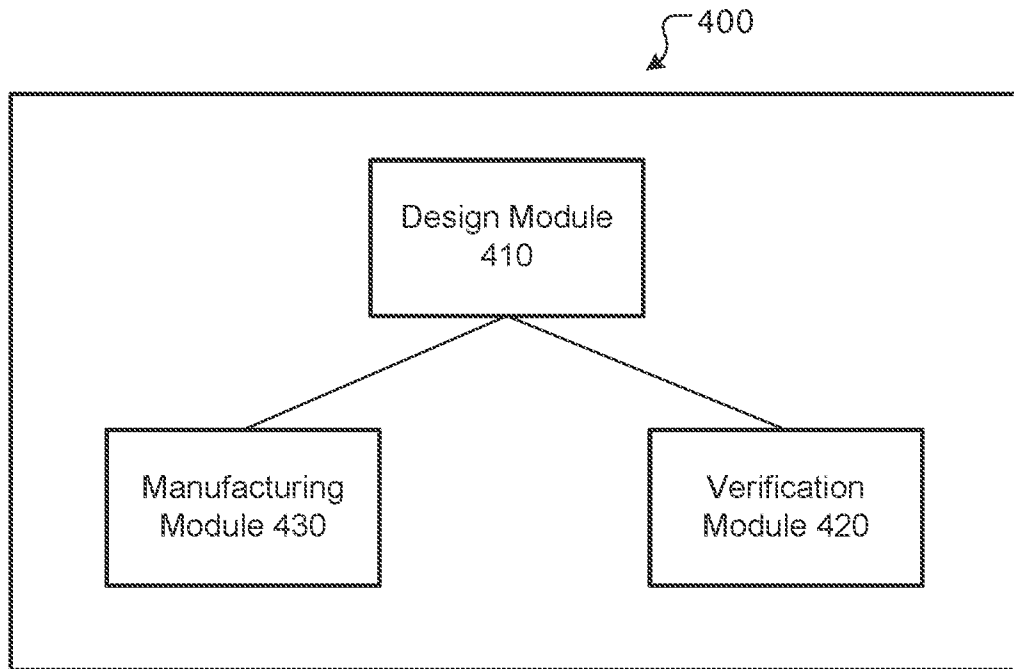 400
Design Module
410
Manufacturing
Module 430
Verification
Module 420